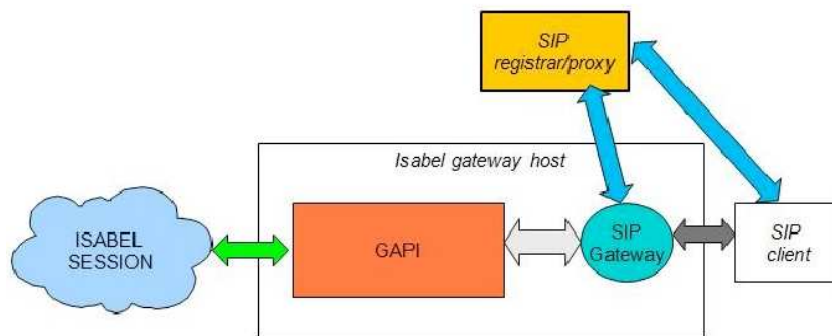 SIP
registrar/proxy
Isabel gateway host
ISABEL
SESSION
GAPI
SIP
Gateway
SIP
client